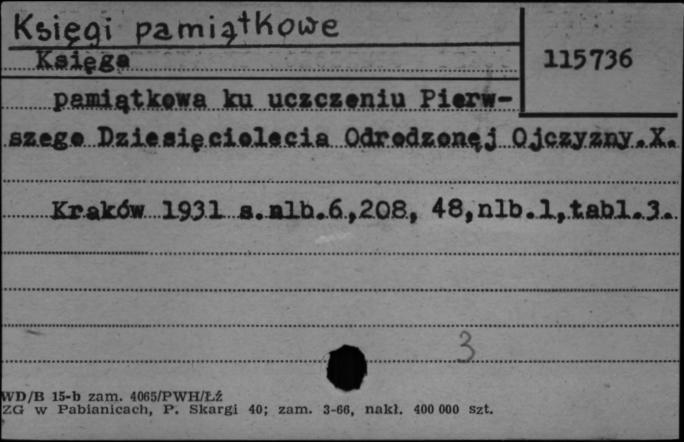 Księgi pamiątkowe
115736
Księga
pamiątkowa ku uczczeniu Pierw-
szego Dziesięciolecia Odrodzonęj Ojczyzny.X.
Kraków 1931 s.nlb.6,208, 48,nlb.1,tabl.3.
3
WD/B 15-b zam. 4065/PWH/Łź
ZG w Pabianicach, P. Skargi 40; zam. 3-66, nakł. 400 000 szt.